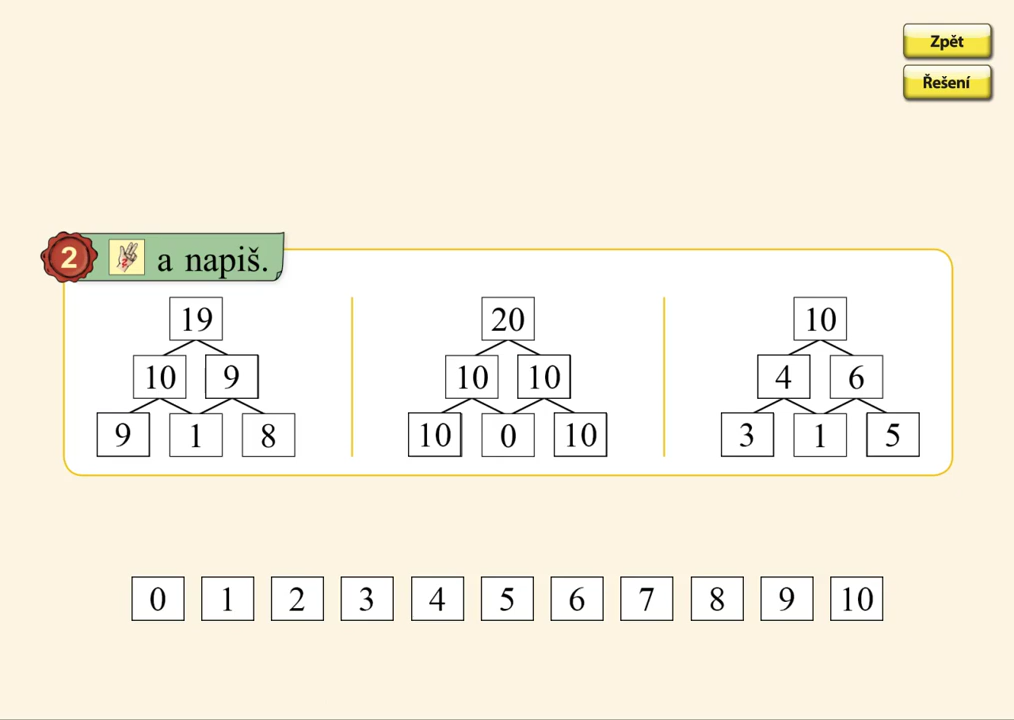 Zpět
Řešení
2 a napiš.
19 20 10
10 9 10 10 4 6
9 1 8 10 0 10 3 1 5
0 1 2 3 4 5 6 7 8 9 10